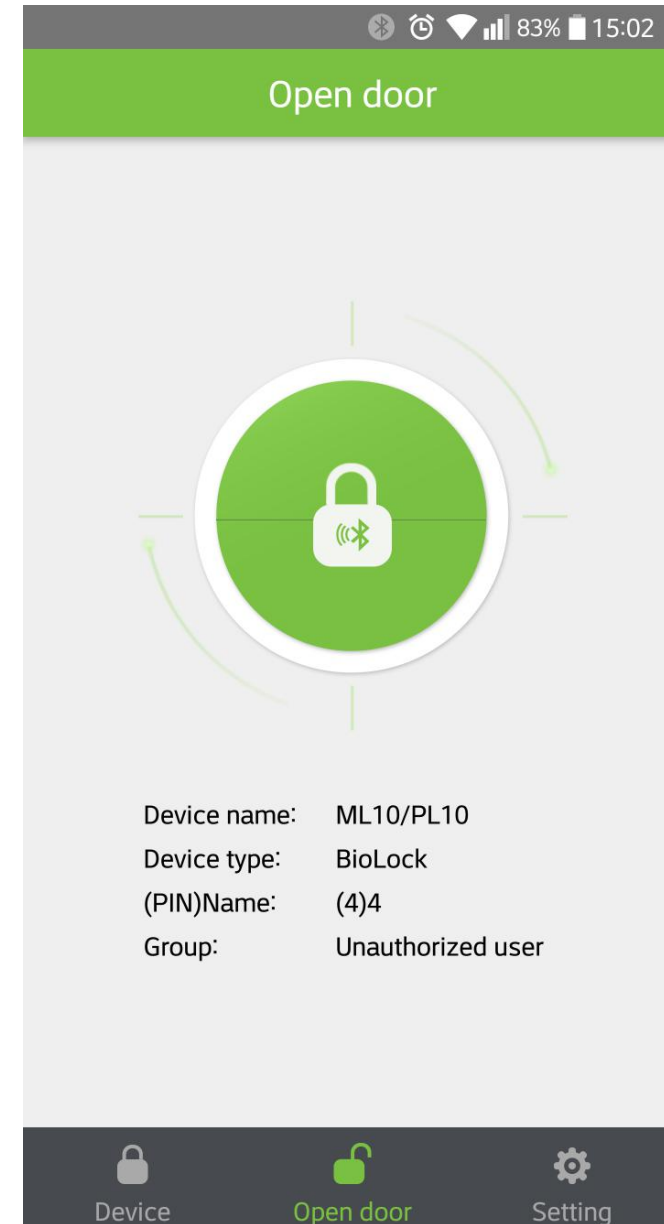 83% 15:02
Open door
Device name: ML10/PL10
Device type: BioLock
(PIN)Name: (4)4
Group: Unauthorized user
Device Open door Setting